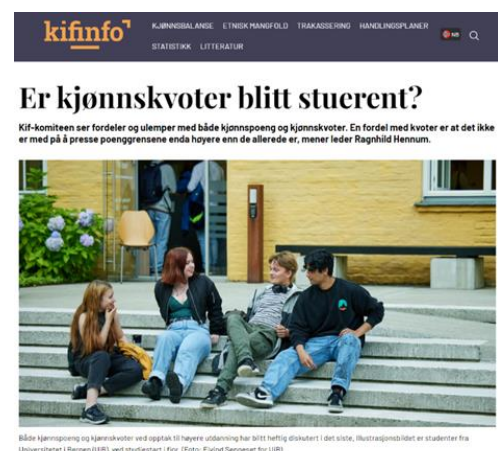 kifinfo
KJØNNSBALANSE ETNISK MANGFOLD TRAKASSERING HANDLINGSPLANER
STATISTIKK LITTERATUR
NB
Er kjønnskvoter blitt stuerent?
Kif-komiteen ser fordeler og ulemper med både kjønnspoeng og kjønnskvoter. En fordel med kvoter er at det ikke
er med på å presse poenggrensene enda høyere enn de allerede er, mener leder Ragnhild Hennum.
Både kjønnspoeng og kjønnskvoter ved opptak til høyere utdanning har blitt heftig diskutert i det siste, illustrasjonsbildet er studenter fra
Universitetet i Bergen (UiB), ved studiestart i fjor. (Foto: Eivind Senneset for UiB)